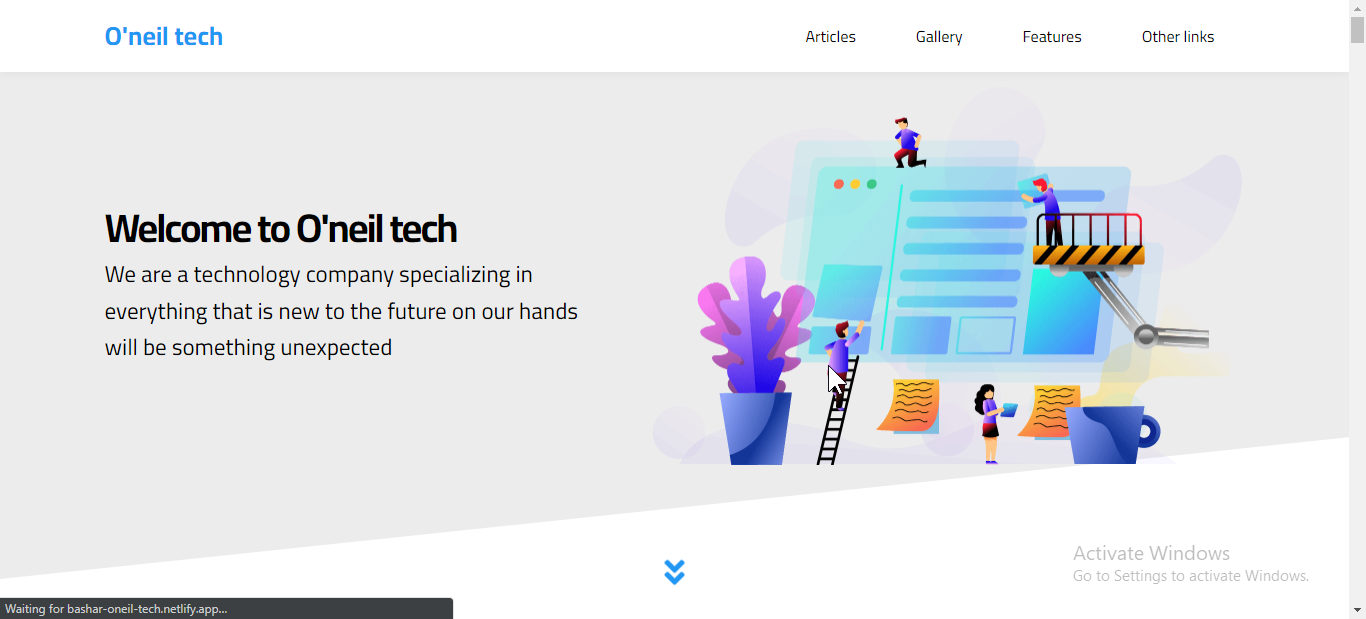 O'neil tech
Articles
Gallery
Features
Other links
Welcome to O'neil tech
We are a technology company specializing in
everything that is new to the future on our hands
will be something unexpected
Activate Windows
Go to Settings to activate Windows.
Waiting for bashar-oneil-tech.netlify.app...